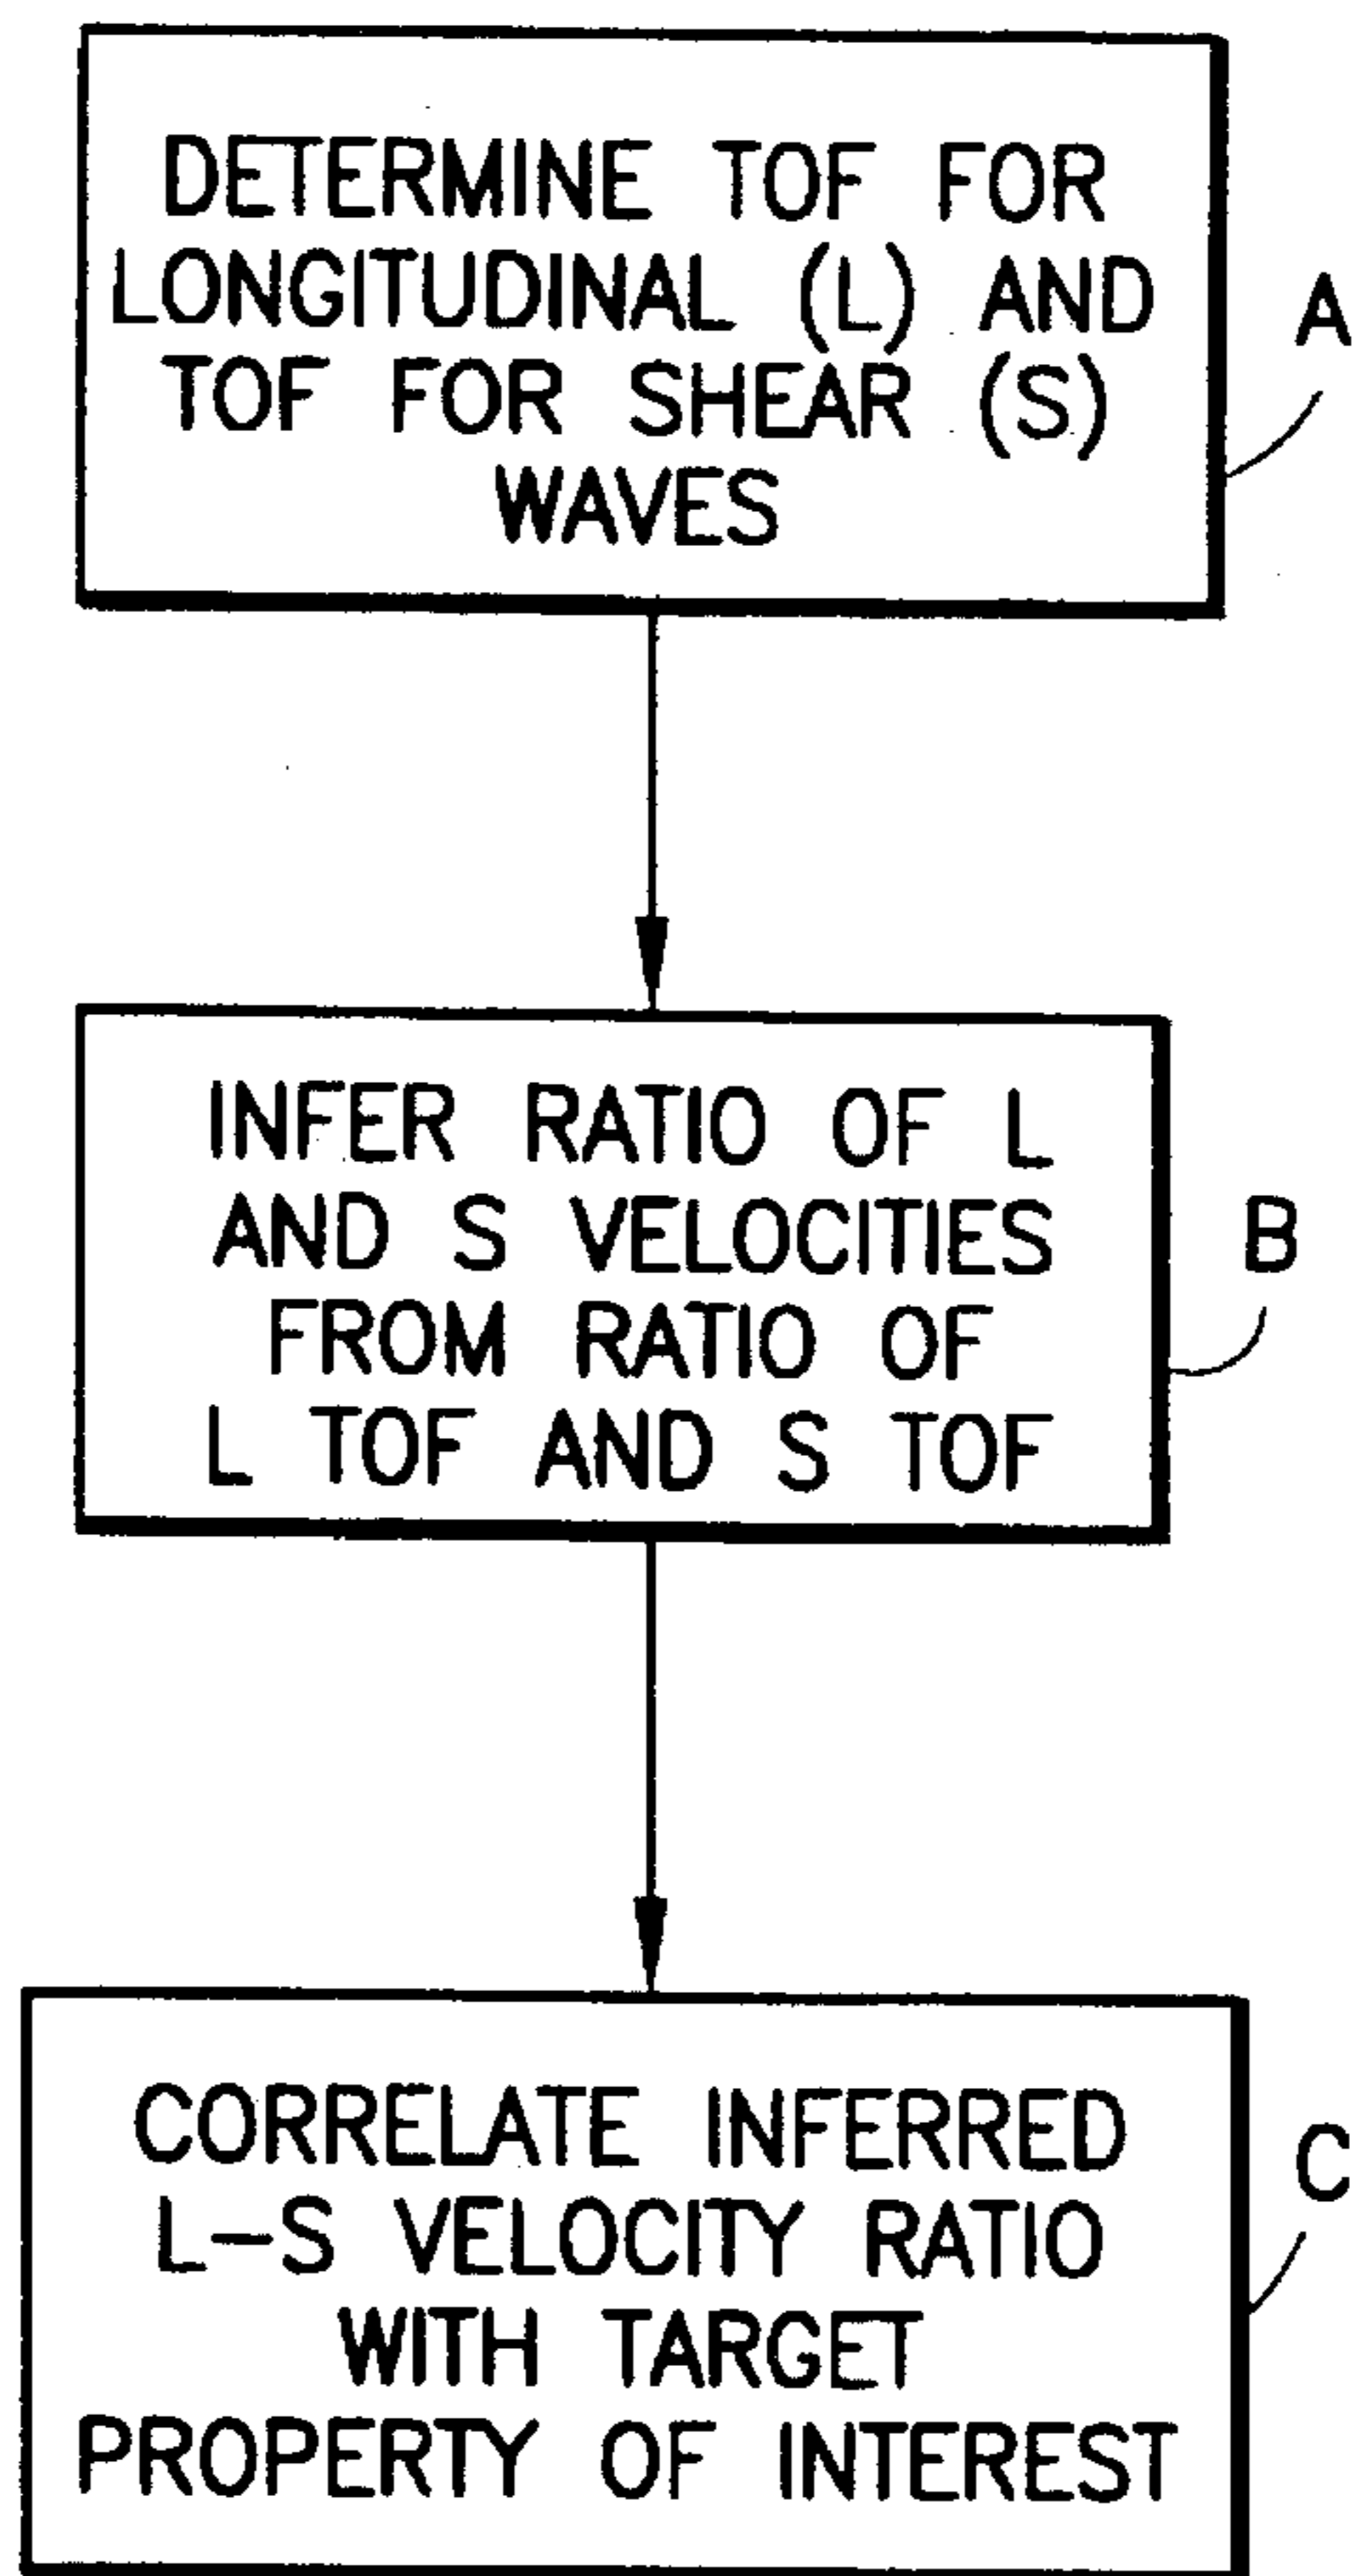 DETERMINE TOF FOR
LONGITUDINAL (L) AND
TOF FOR SHEAR (S)
WAVES
A
INFER RATIO OF L
AND S VELOCITIES
FROM RATIO OF
L TOF AND S TOF
B
CORRELATE INFERRED
L-S VELOCITY RATIO
WITH TARGET
PROPERTY OF INTEREST
C